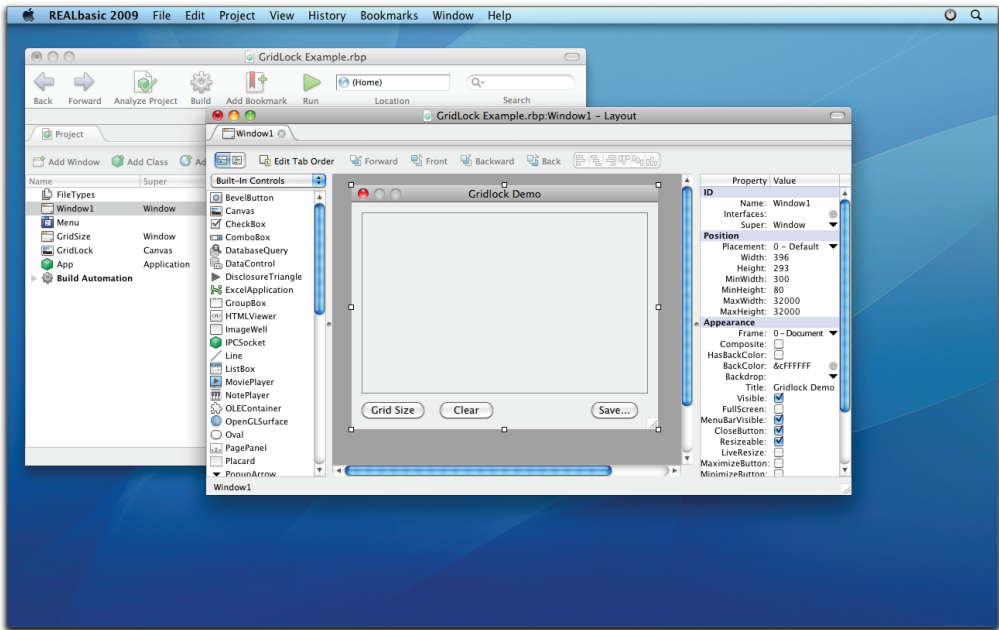 REALbasic 2009 File Edit Project View History Bookmarks Window Help
GridLock Example.rbp
(Home)
Q-
Back Forward Analyze Project Build Add Bookmark Run Location Search
Project
Add Window Add Class Ad
Name Super
FileTypes
Window1 Window
Menu
GridSize Window
GridLock Canvas
App Application
Build Automation
GridLock Example.rbp:Window1 – Layout
Window1
Edit Tab Order Forward Front Backward Back
Built-In Controls
BevelButton
Canvas
CheckBox
ComboBox
DatabaseQuery
DataControl
DisclosureTriangle
ExcelApplication
GroupBox
HTMLViewer
ImageWell
IPCSocket
Line
ListBox
MoviePlayer
NotePlayer
OLEContainer
OpenGLSurface
Oval
PagePanel
Placard
PopupArrow
Gridlock Demo
Grid Size Clear Save...
Property Value
ID
Name: Window1
Interfaces:
Super: Window
Position
Placement: 0 – Default
Width: 396
Height: 293
MinWidth: 300
MinHeight: 80
MaxWidth: 32000
MaxHeight: 32000
Appearance
Frame: 0 – Document
Composite:
HasBackColor:
BackColor: &cFFFFFF
Backdrop:
Title: Gridlock Demo
Visible:
FullScreen:
MenuBarVisible:
CloseButton:
Resizeable:
LiveResize:
MaximizeButton:
MinimizeButton:
Window1